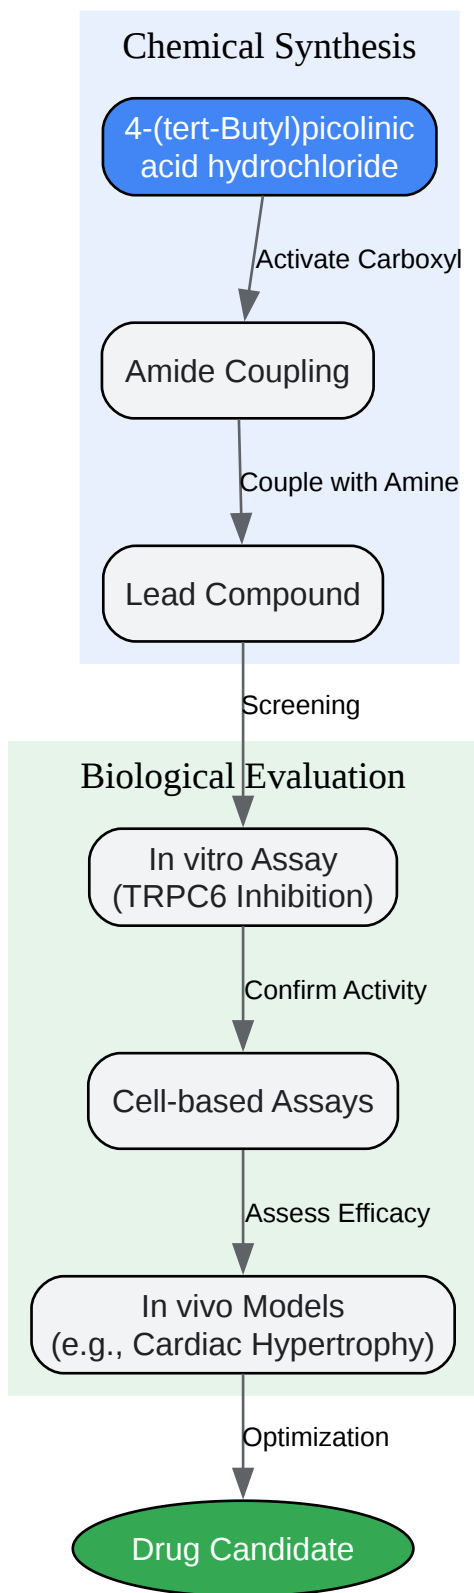 Chemical Synthesis
4-(tert-Butyl)picolinic
acid hydrochloride
Activate Carboxyl
Amide Coupling
Couple with Amine
Lead Compound
Screening
Biological Evaluation
In vitro Assay
(TRPC6 Inhibition)
Confirm Activity
Cell-based Assays
Assess Efficacy
In vivo Models
(e.g., Cardiac Hypertrophy)
Optimization
Drug Candidate